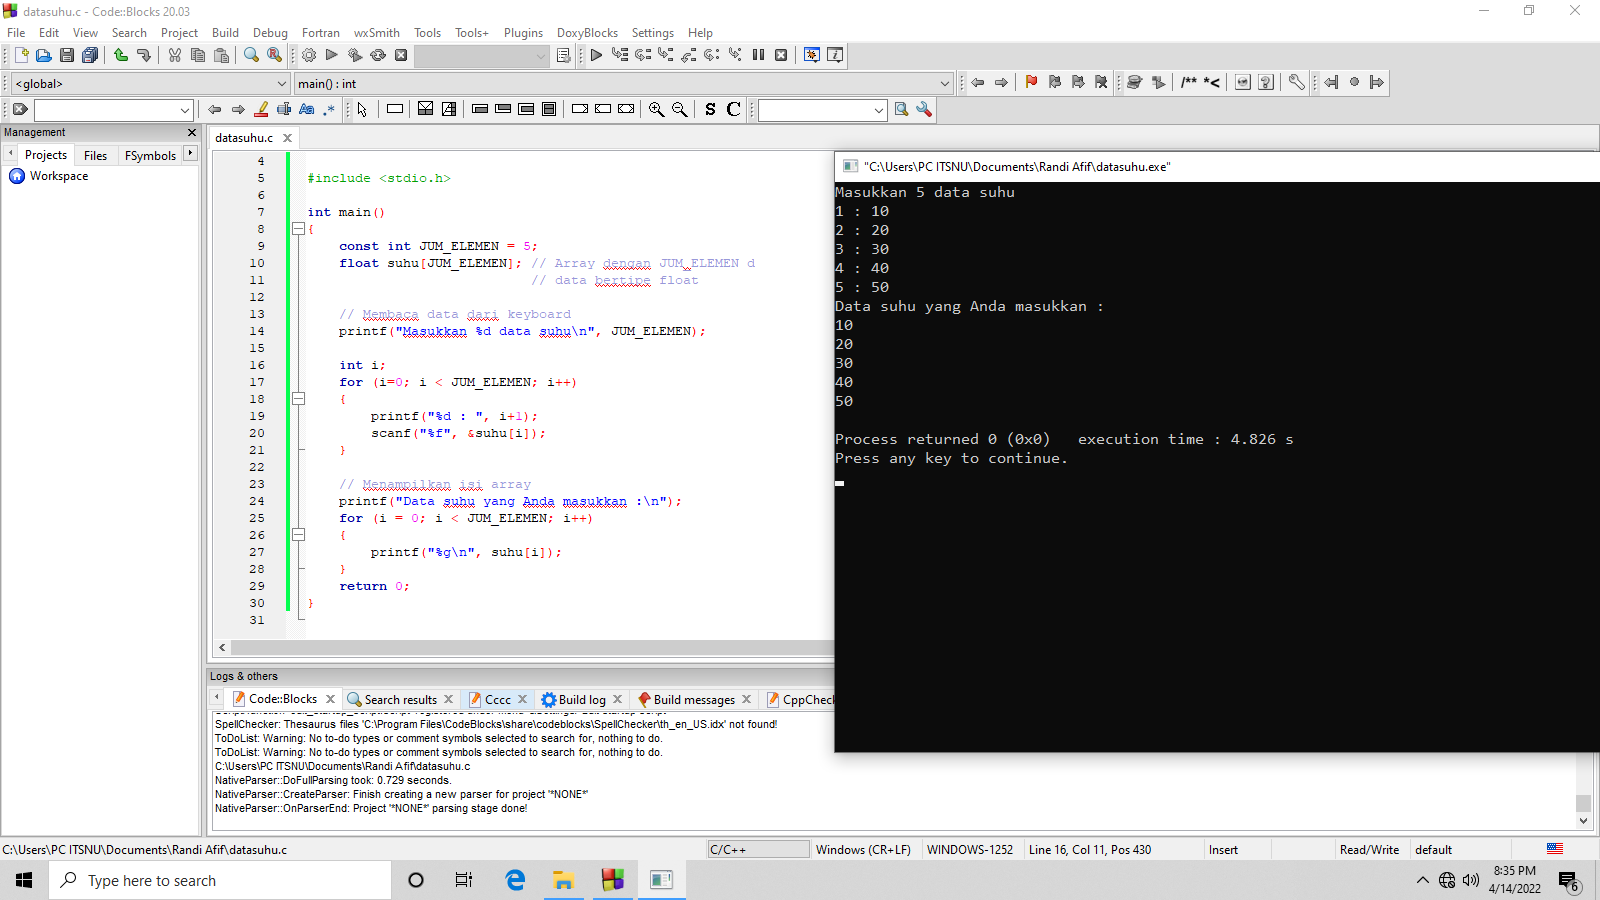 datasuhu.c - Code::Blocks 20.03
File Edit View Search Project Build Debug Fortran wxSmith Tools Tools+ Plugins DoxyBlocks Settings Help
<global>
main() : int
/** *<
Aa .*
S C
Management
Projects Files FSymbols
Workspace
datasuhu.c
4
5 #include <stdio.h>
6
7 int main()
8 {
9 const int JUM_ELEMEN = 5;
10 float suhu[JUM_ELEMEN]; // Array dengan JUM_ELEMEN d
11 // data bertipe float
12
13 // Membaca data dari keyboard
14 printf("Masukkan %d data suhu\n", JUM_ELEMEN);
15
16 int i;
17 for (i=0; i < JUM_ELEMEN; i++)
18 {
19 printf("%d : ", i+1);
20 scanf("%f", &suhu[i]);
21 }
22
23 // Menampilkan isi array
24 printf("Data suhu yang Anda masukkan :\n");
25 for (i = 0; i < JUM_ELEMEN; i++)
26 {
27 printf("%g\n", suhu[i]);
28 }
29 return 0;
30 }
31
"C:\Users\PC ITSNU\Documents\Randi Afif\datasuhu.exe"
Masukkan 5 data suhu
1 : 10
2 : 20
3 : 30
4 : 40
5 : 50
Data suhu yang Anda masukkan :
10
20
30
40
50
Process returned 0 (0x0) execution time : 4.826 s
Press any key to continue.
Logs & others
Code::Blocks Search results Cccc Build log Build messages CppChec
SpellChecker: Thesaurus files 'C:\Program Files\CodeBlocks\share\codeblocks\SpellChecker\th_en_US.idx' not found!
ToDoList: Warning: No to-do types or comment symbols selected to search for, nothing to do.
ToDoList: Warning: No to-do types or comment symbols selected to search for, nothing to do.
C:\Users\PC ITSNU\Documents\Randi Afif\datasuhu.c
NativeParser::DoFullParsing took: 0.729 seconds.
NativeParser::CreateParser: Finish creating a new parser for project '*NONE*'
NativeParser::OnParserEnd: Project '*NONE*' parsing stage done!
C:\Users\PC ITSNU\Documents\Randi Afif\datasuhu.c
C/C++ Windows (CR+LF) WINDOWS-1252 Line 16, Col 11, Pos 430 Insert Read/Write default
Type here to search
8:35 PM
4/14/2022
6